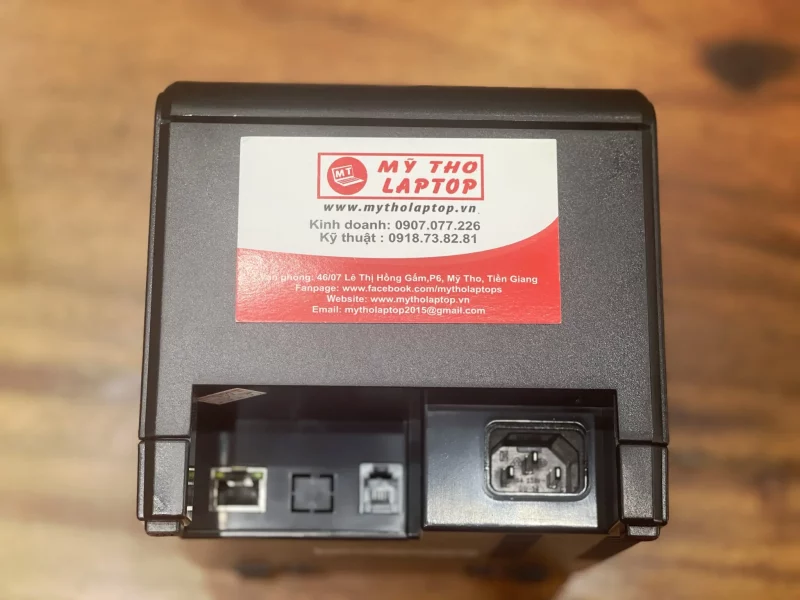 MT
MỸ THO
LAPTOP
www.mytholaptop.vn
Kinh doanh: 0907.077.226
Kỹ thuật : 0918.73.82.81
phòng: 46/07 Lê Thị Hồng Gấm,P6, Mỹ Tho, Tiền Giang
Fanpage: www.facebook.com/mytholaptops
Website: www.mytholaptop.vn
Email: mytholaptop2015@gmail.com